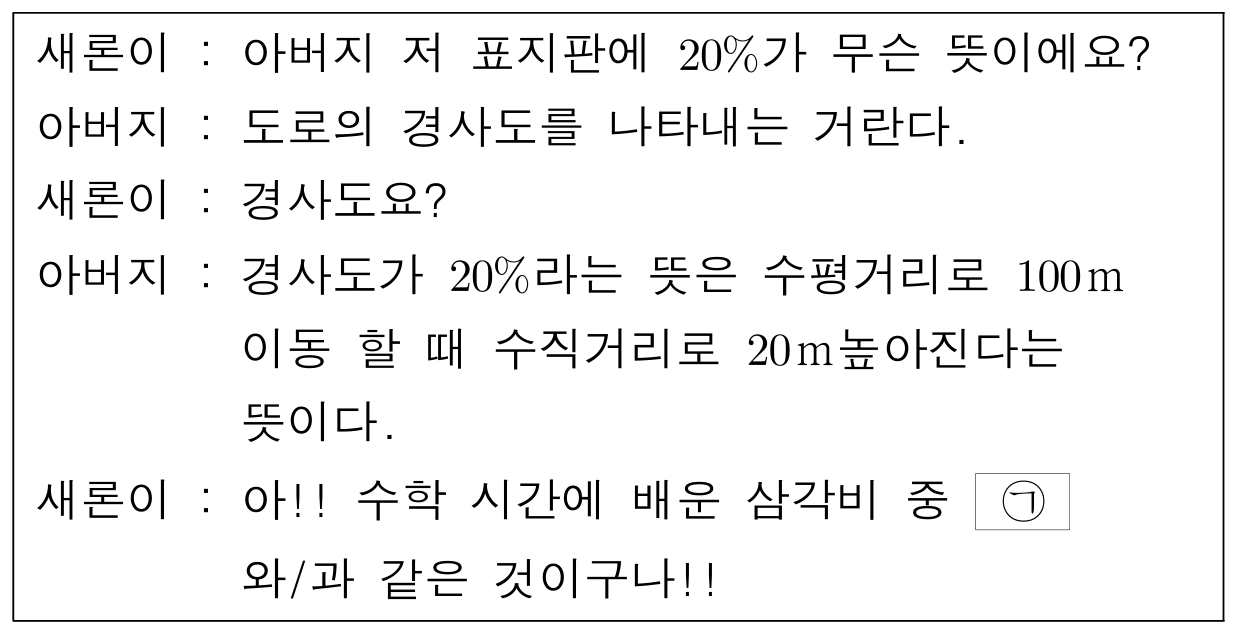 새론이 : 아버지 저 표지판에 20%가 무슨 뜻이에요?
아버지 : 도로의 경사도를 나타내는 거란다.
새론이 : 경사도요?
아버지 : 경사도가 20%라는 뜻은 수평거리로 100m
이동 할 때 수직거리로 20m높아진다는
뜻이다.
새론이 : 아!! 수학 시간에 배운 삼각비 중 ㉠
와/과 같은 것이구나!!